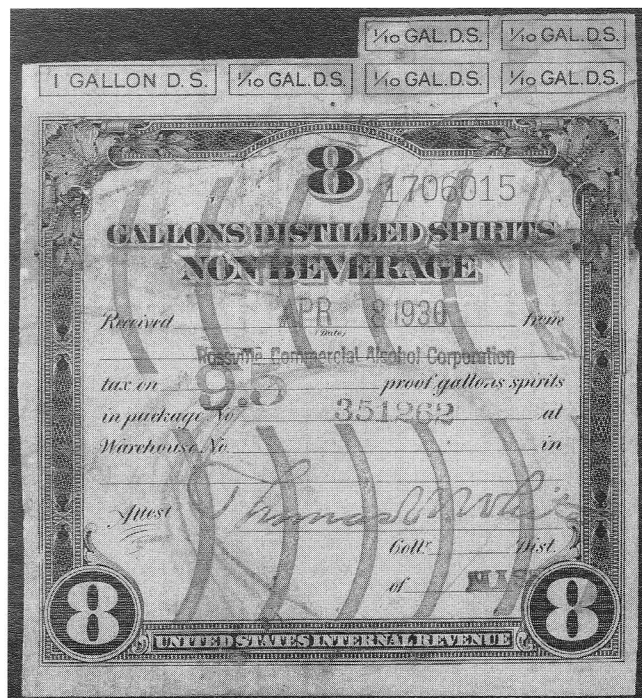 1/10 GAL.D.S. 1/10 GAL.D.S.
1 GALLON D.S. 1/10 GAL.D.S. 1/10 GAL.D.S. 1/10 GAL.D.S.
8
1706015
GALLONS DISTILLED SPIRITS
NON BEVERAGE
Received APR 8 1930 from
(Date)
Rossville Commercial Alcohol Corporation
tax on 9.5 proof gallons spirits
in package No 351262 at
Warehouse No in
Attest Thomas
Coll. Dist.
of
8 UNITED STATES INTERNAL REVENUE 8